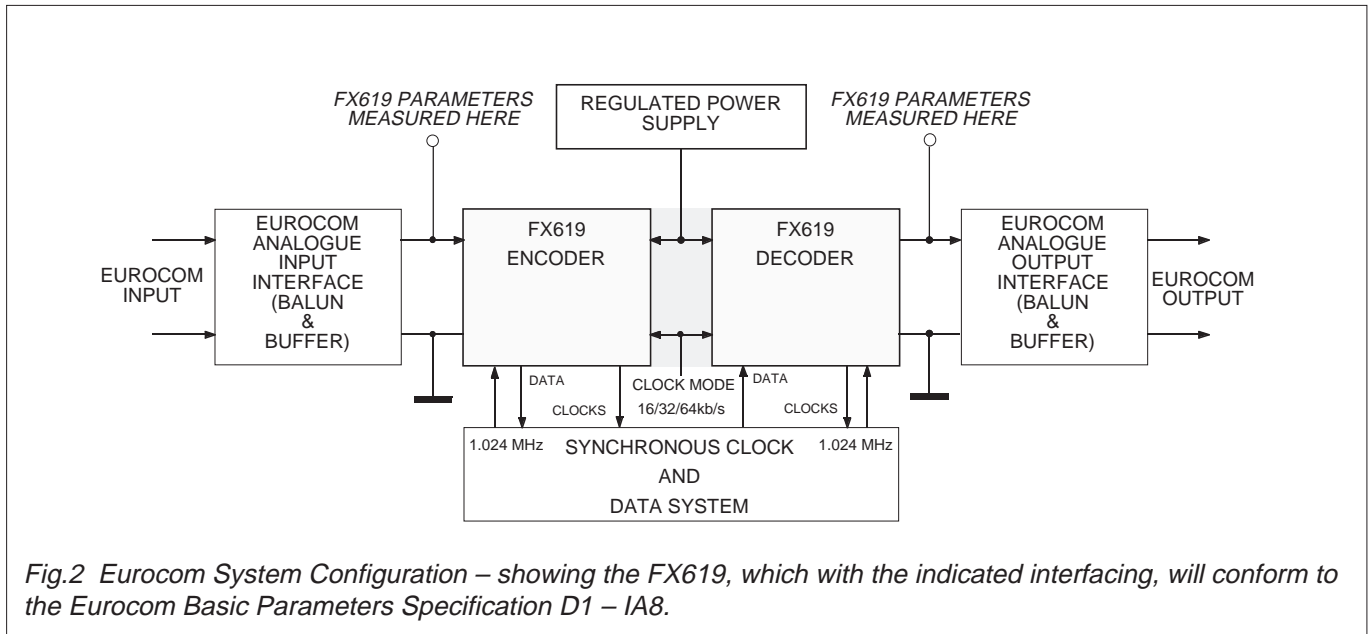 FX619 PARAMETERS
MEASURED HERE
REGULATED POWER
SUPPLY
FX619 PARAMETERS
MEASURED HERE
EUROCOM
INPUT
EUROCOM
ANALOGUE
INPUT
INTERFACE
(BALUN
&
BUFFER)
FX619
ENCODER
FX619
DECODER
EUROCOM
ANALOGUE
OUTPUT
INTERFACE
(BALUN
&
BUFFER)
EUROCOM
OUTPUT
DATA
CLOCKS
CLOCK MODE
16/32/64kb/s
DATA
CLOCKS
1.024 MHz
SYNCHRONOUS CLOCK
AND
DATA SYSTEM
1.024 MHz
Fig.2 Eurocom System Configuration – showing the FX619, which with the indicated interfacing, will conform to
the Eurocom Basic Parameters Specification D1 – IA8.